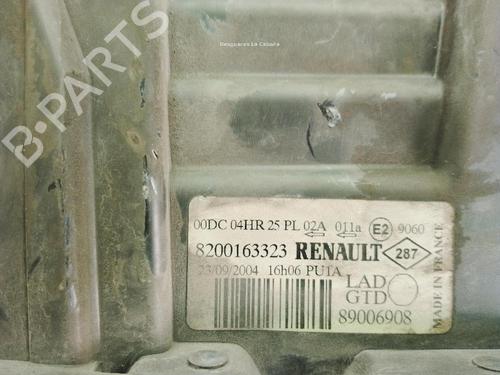 Desguaces La Cabaña
B-PARTS
00DC 04HR 25 PL 02A 011a E2 9060
8200163323 RENAULT 287
23/09/2004 16h06 PU1A
LAD
GTD
89006908
MADE IN FRANCE